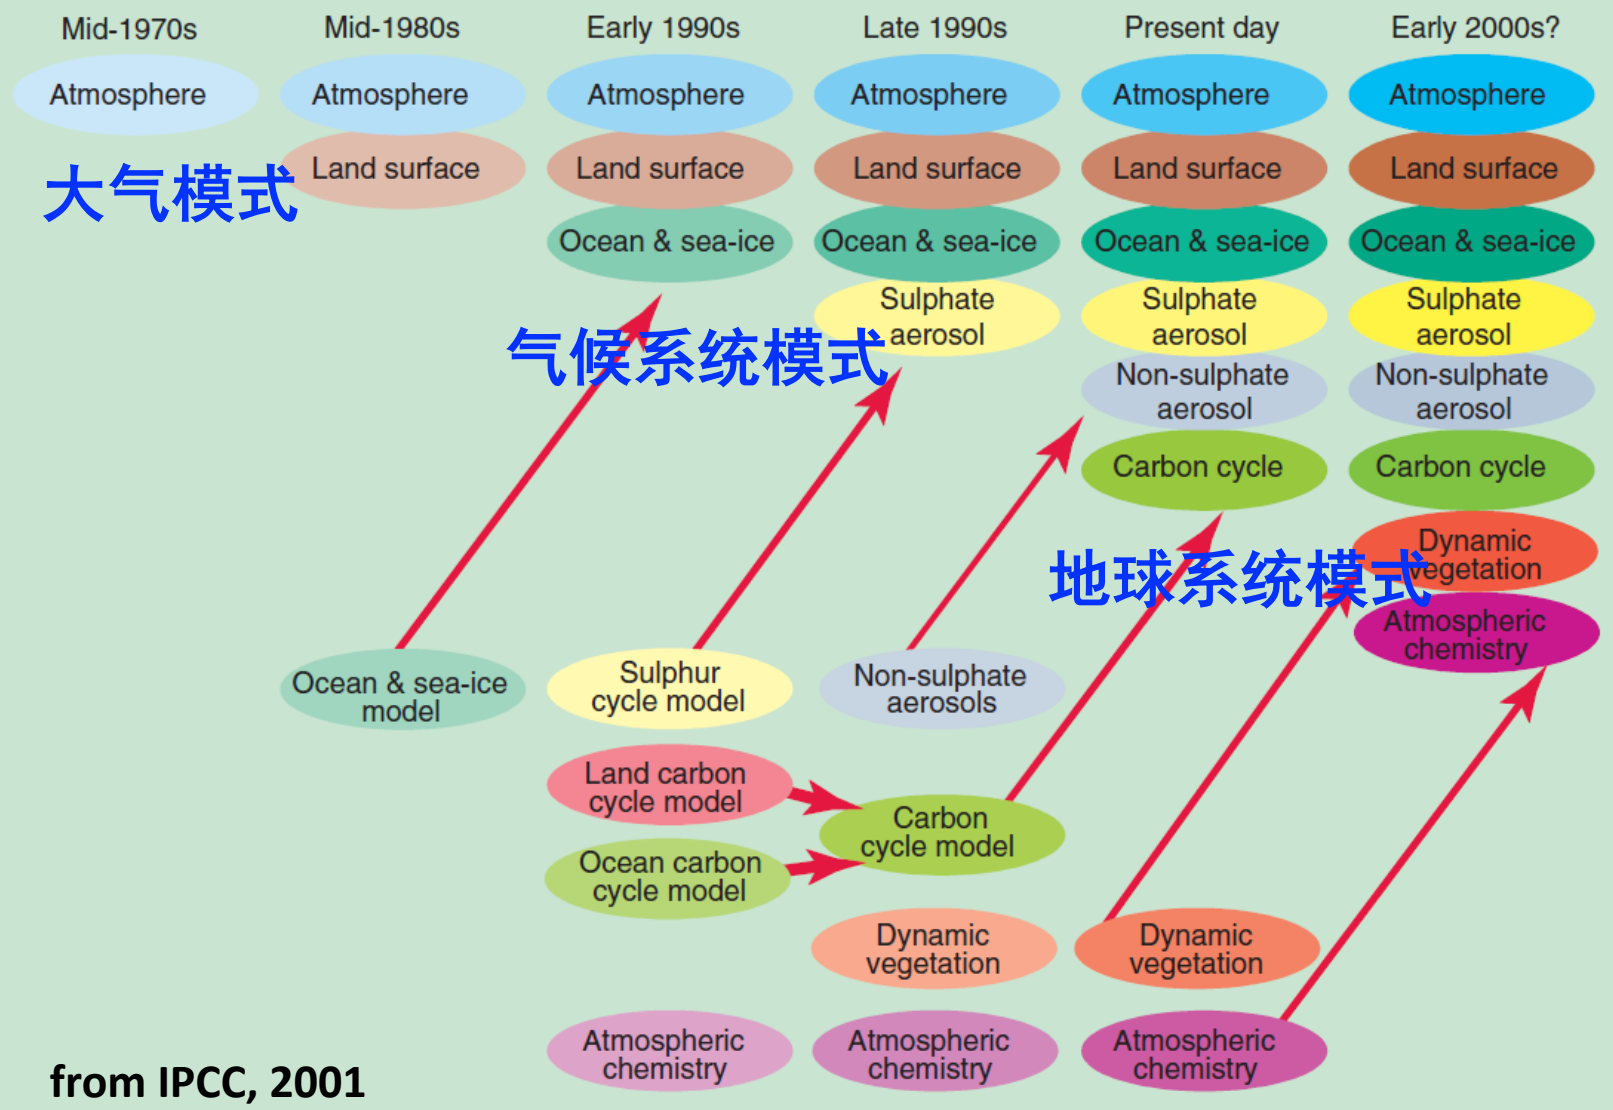 Mid-1970s
Mid-1980s
Early 1990s
Late 1990s
Present day
Early 2000s?
Atmosphere
Atmosphere
Atmosphere
Atmosphere
Atmosphere
Atmosphere
大气模式
Land surface
Land surface
Land surface
Land surface
Land surface
Ocean & sea-ice
Ocean & sea-ice
Ocean & sea-ice
Ocean & sea-ice
Sulphate
aerosol
Sulphate
aerosol
Sulphate
aerosol
气候系统模式
Non-sulphate
aerosol
Non-sulphate
aerosol
Carbon cycle
Carbon cycle
地球系统模式
Dynamic
vegetation
Atmospheric
chemistry
Ocean & sea-ice
model
Sulphur
cycle model
Non-sulphate
aerosols
Land carbon
cycle model
Carbon
cycle model
Ocean carbon
cycle model
Dynamic
vegetation
Dynamic
vegetation
Atmospheric
chemistry
Atmospheric
chemistry
Atmospheric
chemistry
from IPCC, 2001